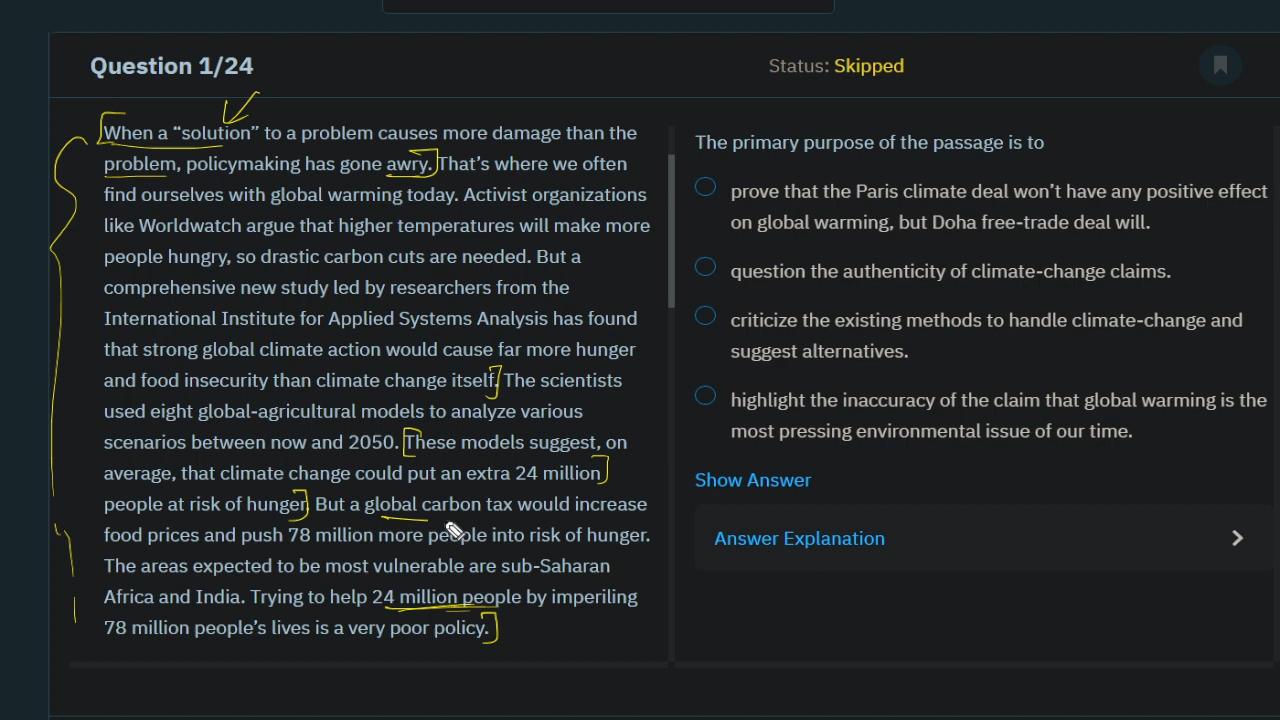 Question 1/24
Status: Skipped
When a “solution” to a problem causes more damage than the
problem, policymaking has gone awry. That’s where we often
find ourselves with global warming today. Activist organizations
like Worldwatch argue that higher temperatures will make more
people hungry, so drastic carbon cuts are needed. But a
comprehensive new study led by researchers from the
International Institute for Applied Systems Analysis has found
that strong global climate action would cause far more hunger
and food insecurity than climate change itself. The scientists
used eight global-agricultural models to analyze various
scenarios between now and 2050. These models suggest, on
average, that climate change could put an extra 24 million
people at risk of hunger. But a global carbon tax would increase
food prices and push 78 million more people into risk of hunger.
The areas expected to be most vulnerable are sub-Saharan
Africa and India. Trying to help 24 million people by imperiling
78 million people’s lives is a very poor policy.
The primary purpose of the passage is to
prove that the Paris climate deal won’t have any positive effect
on global warming, but Doha free-trade deal will.
question the authenticity of climate-change claims.
criticize the existing methods to handle climate-change and
suggest alternatives.
highlight the inaccuracy of the claim that global warming is the
most pressing environmental issue of our time.
Show Answer
Answer Explanation